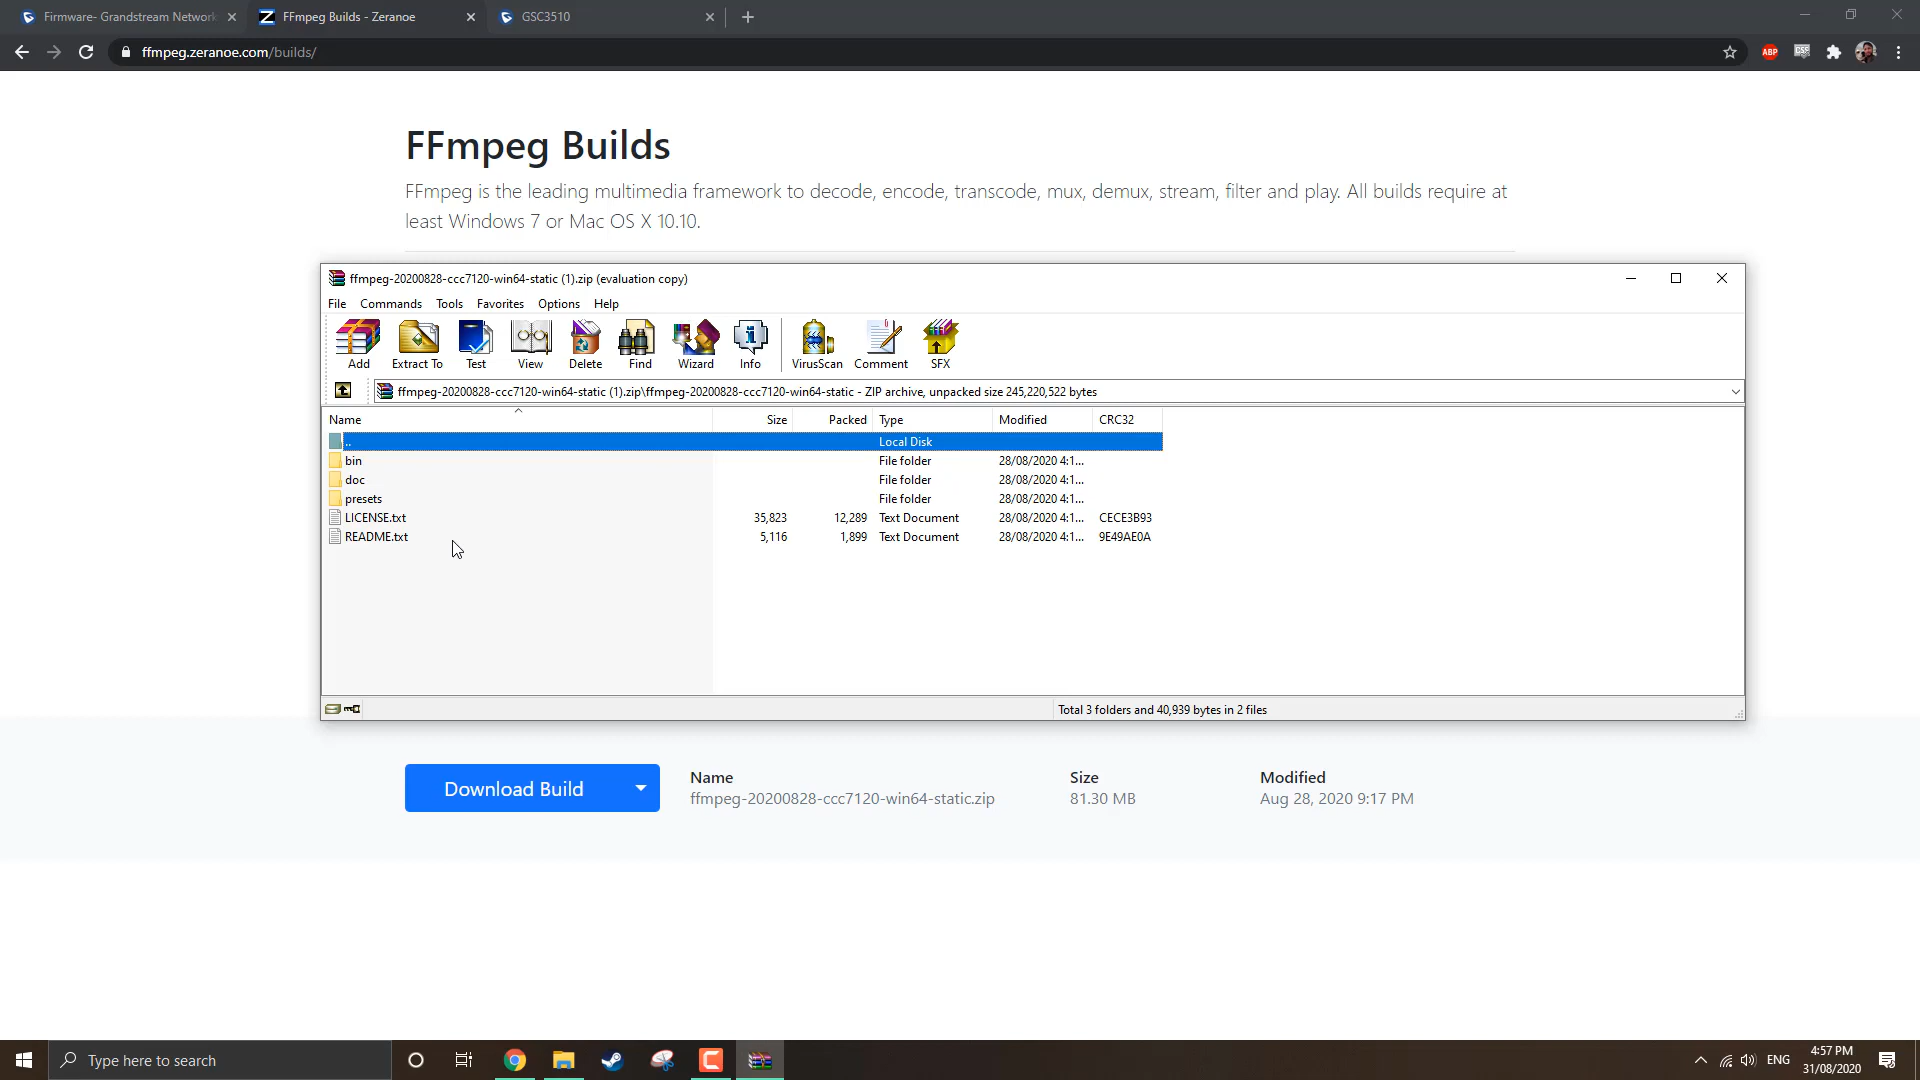 Firmware- Grandstream Network
FFmpeg Builds - Zeranoe
GSC3510
ffmpeg.zeranoe.com/builds/
ABP
CSP
FFmpeg Builds
FFmpeg is the leading multimedia framework to decode, encode, transcode, mux, demux, stream, filter and play. All builds require at
least Windows 7 or Mac OS X 10.10.
ffmpeg-20200828-ccc7120-win64-static (1).zip (evaluation copy)
File Commands Tools Favorites Options Help
Add Extract To Test View Delete Find Wizard Info VirusScan Comment SFX
ffmpeg-20200828-ccc7120-win64-static (1).zip\ffmpeg-20200828-ccc7120-win64-static - ZIP archive, unpacked size 245,220,522 bytes
Name Size Packed Type Modified CRC32
.. Local Disk
bin File folder 28/08/2020 4:1...
doc File folder 28/08/2020 4:1...
presets File folder 28/08/2020 4:1...
LICENSE.txt 35,823 12,289 Text Document 28/08/2020 4:1... CECE3B93
README.txt 5,116 1,899 Text Document 28/08/2020 4:1... 9E49AE0A
Total 3 folders and 40,939 bytes in 2 files
Download Build
Name Size Modified
ffmpeg-20200828-ccc7120-win64-static.zip 81.30 MB Aug 28, 2020 9:17 PM
Type here to search
ENG
4:57 PM
31/08/2020